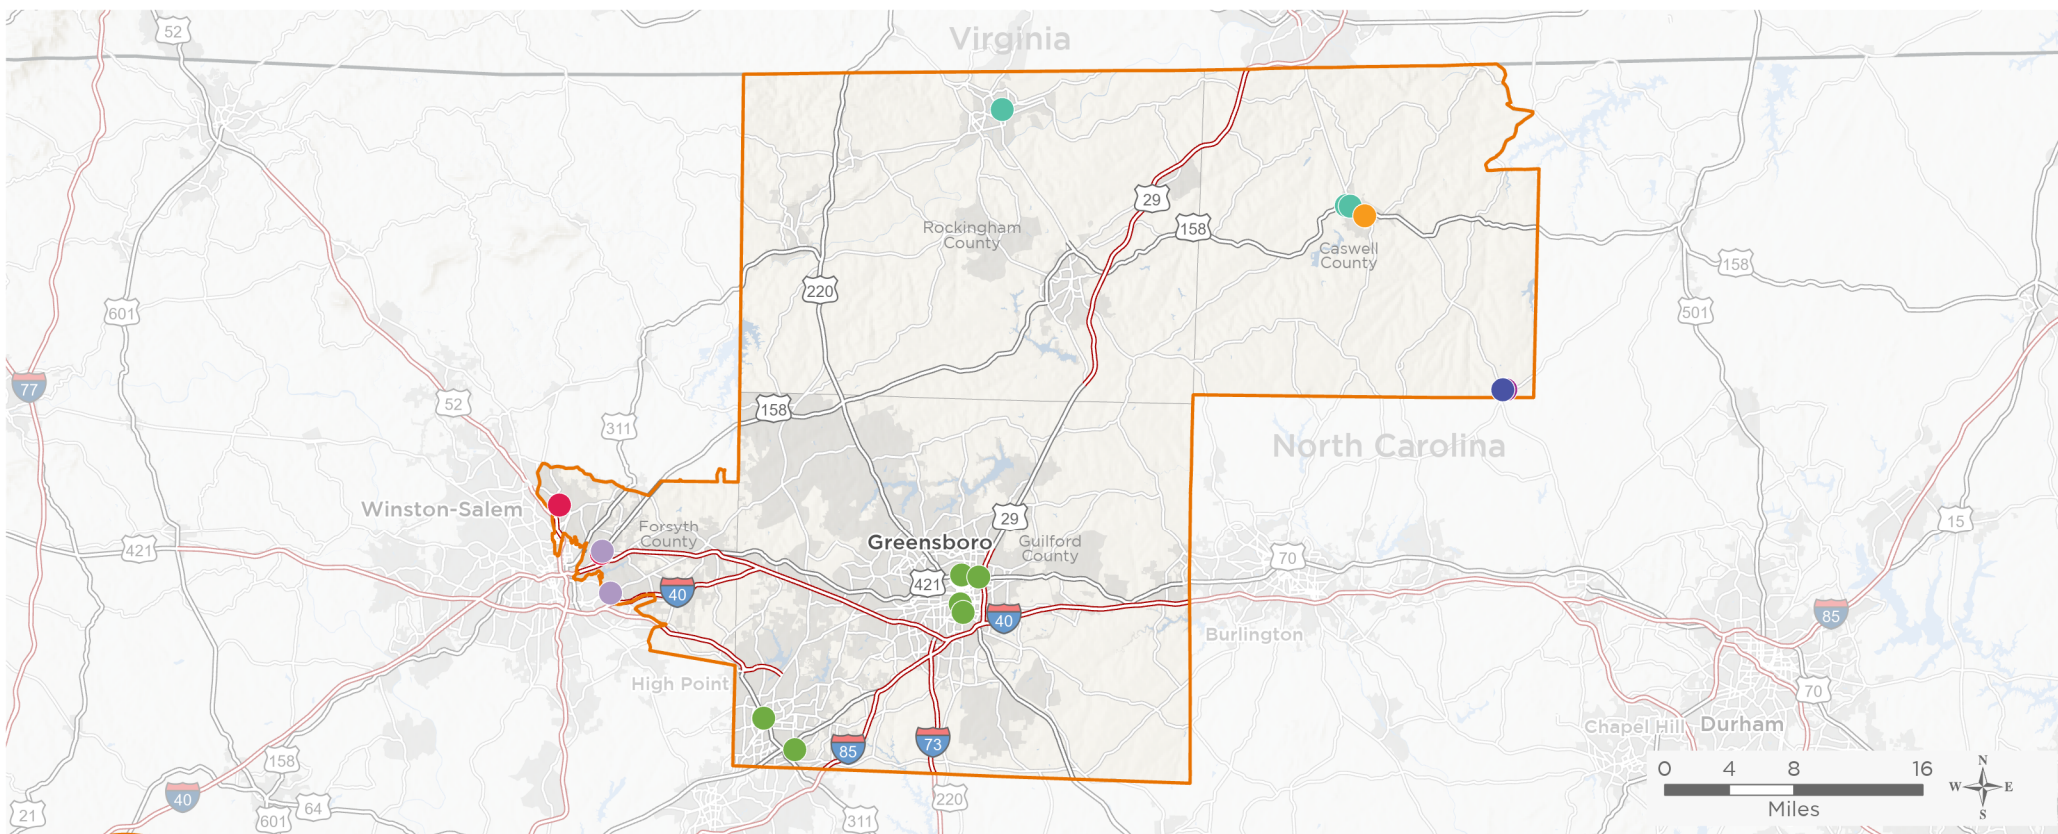 Virginia
52
29
Rockingham
County
158
Caswell
County
158
220
601
501
77
52
158
311
North Carolina
Winston-Salem
Forsyth
County
29
15
Greensboro
Guilford
County
421
70
421
40
40
85
Burlington
High Point
70
Chapel Hill
Durham
85
73
158
0 4 8 16
Miles
N
W E
S
40
64
220
21
601
311